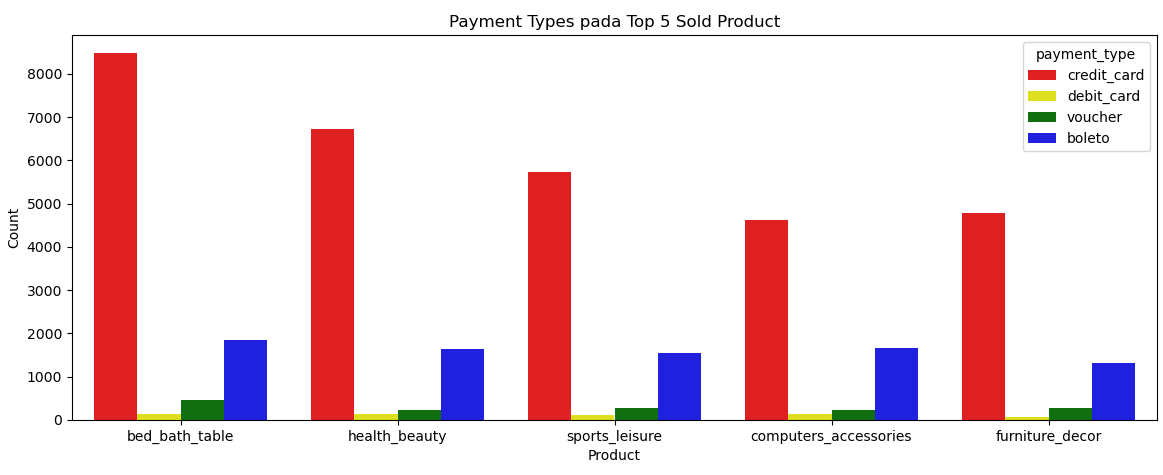 Payment Types pada Top 5 Sold Product
payment_type
credit_card
debit_card
voucher
boleto
Count
8000
7000
6000
5000
4000
3000
2000
1000
0
bed_bath_table
health_beauty
sports_leisure
computers_accessories
furniture_decor
Product